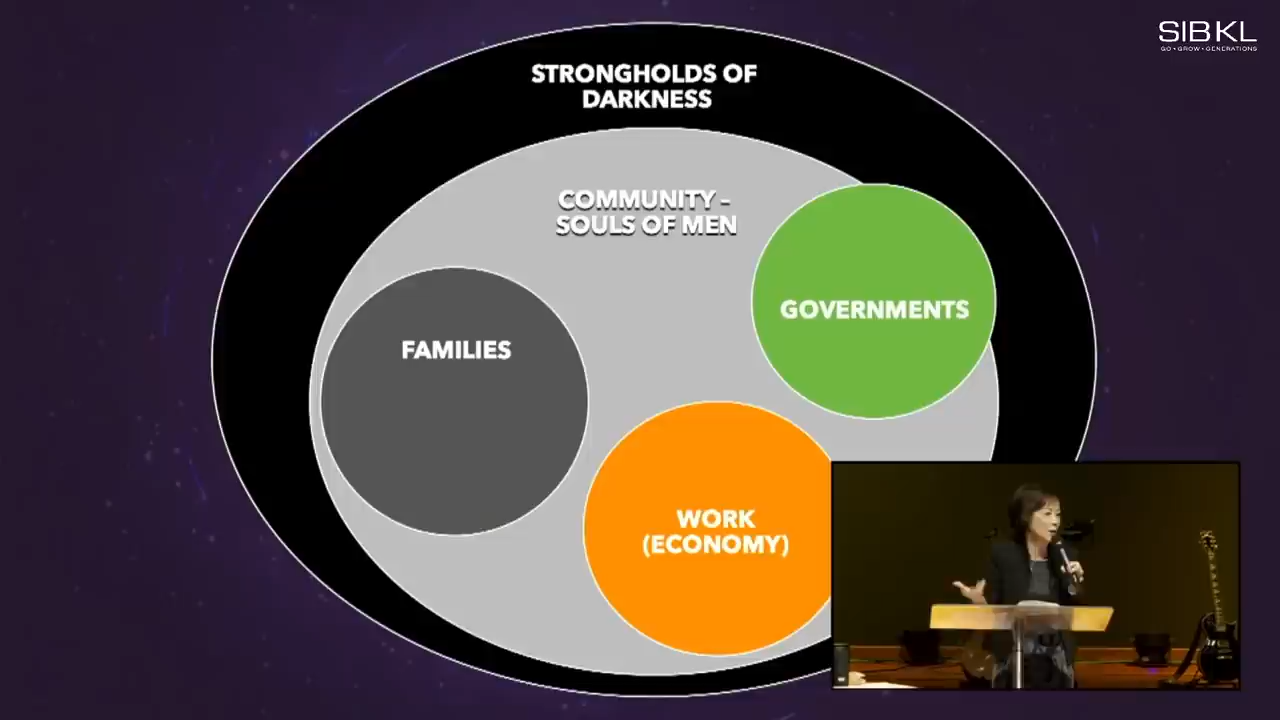 SIBKL
GO • GROW • GENERATIONS
STRONGHOLDS OF
DARKNESS
COMMUNITY –
SOULS OF MEN
GOVERNMENTS
FAMILIES
WORK
(ECONOMY)